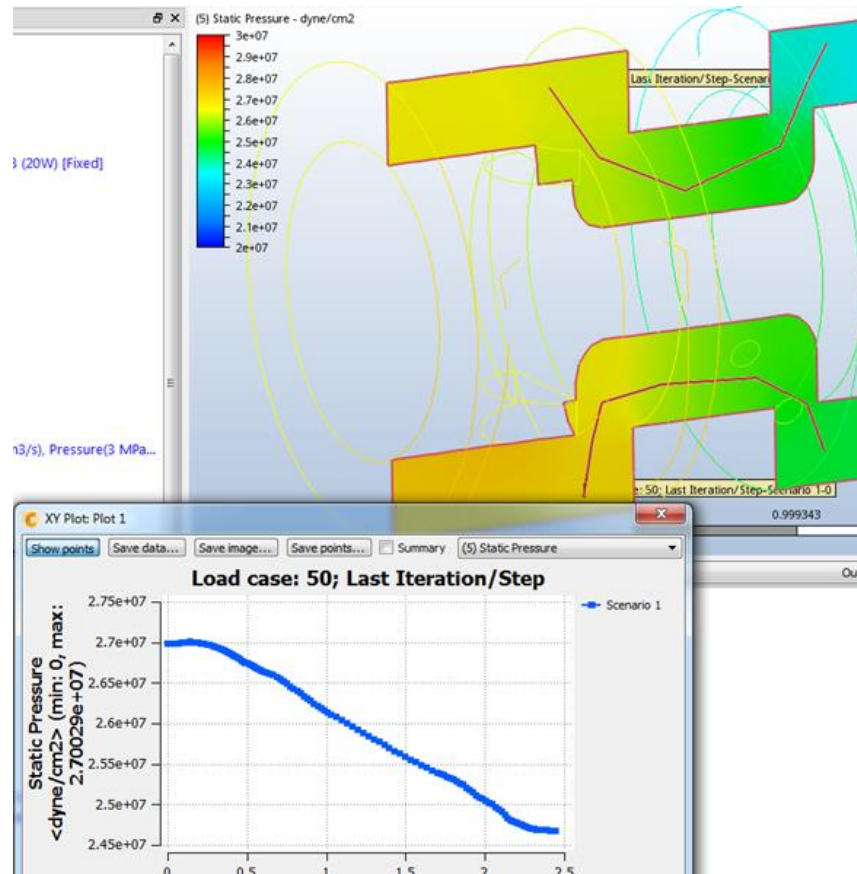 (5) Static Pressure - dyne/cm2
3e+07
2.9e+07
2.8e+07
2.7e+07
2.6e+07
2.5e+07
2.4e+07
2.3e+07
2.2e+07
2.1e+07
2e+07
Last Iteration/Step-Scenari
3 (20W) [Fixed]
m3/s), Pressure(3 MPa...
: 50; Last Iteration/Step-Scenario 1-0
0.999343
Ou
XY Plot: Plot 1
Show points Save data... Save image... Save points... Summary (5) Static Pressure
Load case: 50; Last Iteration/Step
Static Pressure
<dyne/cm2> (min: 0, max:
2.70029e+07)
2.75e+07
2.7e+07
2.65e+07
2.6e+07
2.55e+07
2.5e+07
2.45e+07
0 0.5 1 1.5 2 2.5
Scenario 1